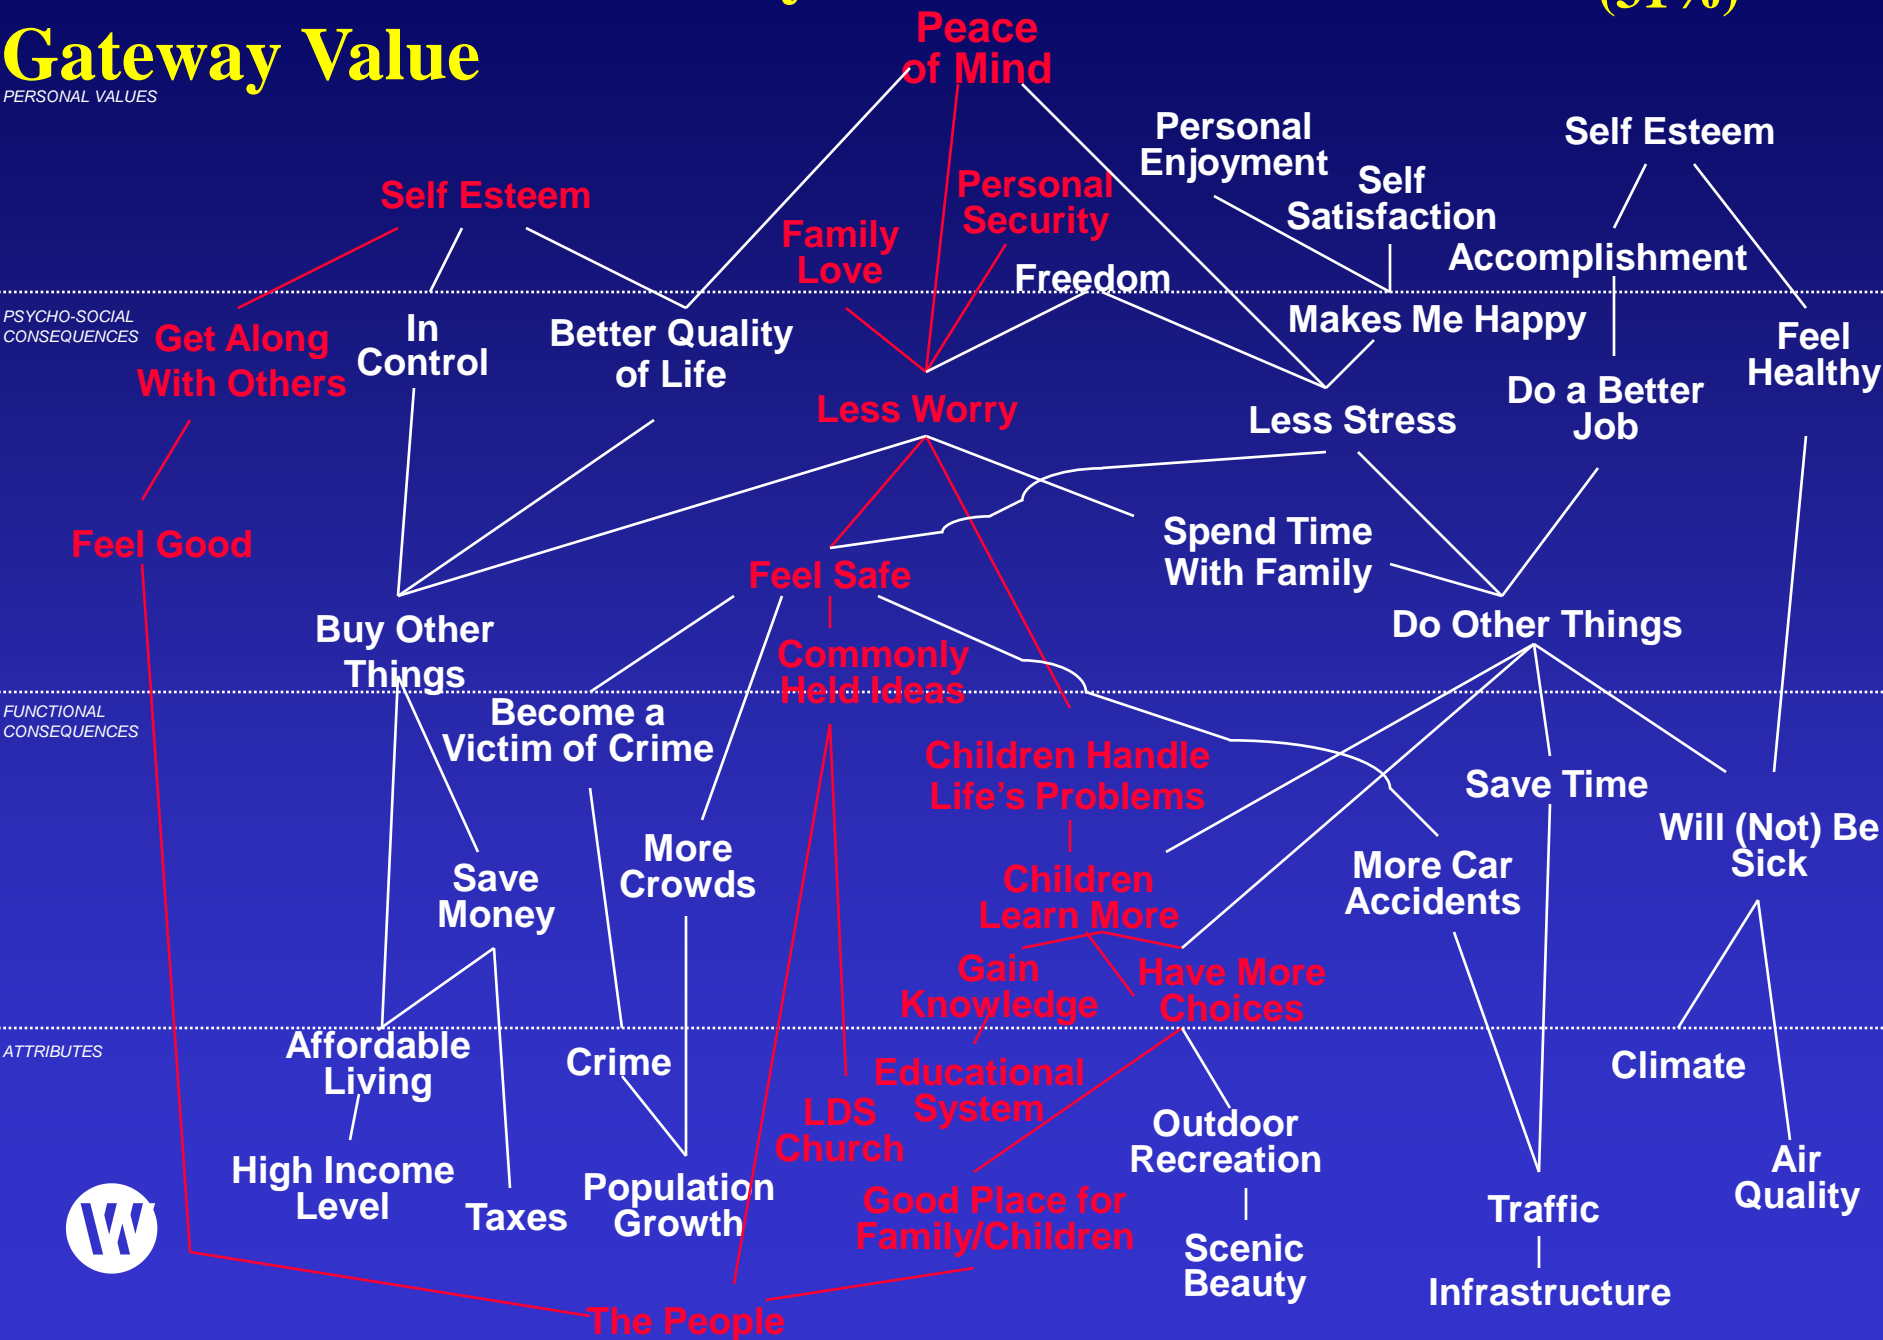 Gateway Value
PERSONAL VALUES
Peace
of Mind
Personal
Enjoyment
Self Esteem
Self
Satisfaction
Self Esteem
Personal
Security
Family
Love
Accomplishment
Freedom
PSYCHO-SOCIAL
CONSEQUENCES
Get Along
With Others
In
Control
Better Quality
of Life
Makes Me Happy
Feel
Healthy
Less Worry
Less Stress
Do a Better
Job
Feel Good
Spend Time
With Family
Feel Safe
Buy Other
Things
Do Other Things
Commonly
Held Ideas
FUNCTIONAL
CONSEQUENCES
Become a
Victim of Crime
Children Handle
Life’s Problems
Save Time
Will (Not) Be
Sick
More
Crowds
Save
Money
Children
Learn More
More Car
Accidents
Gain
Knowledge
Have More
Choices
ATTRIBUTES
Affordable
Living
Crime
Educational
System
Climate
LDS
Church
Outdoor
Recreation
High Income
Level
Taxes
Population
Growth
Good Place for
Family/Children
Traffic
Air
Quality
W
Scenic
Beauty
Infrastructure
The People